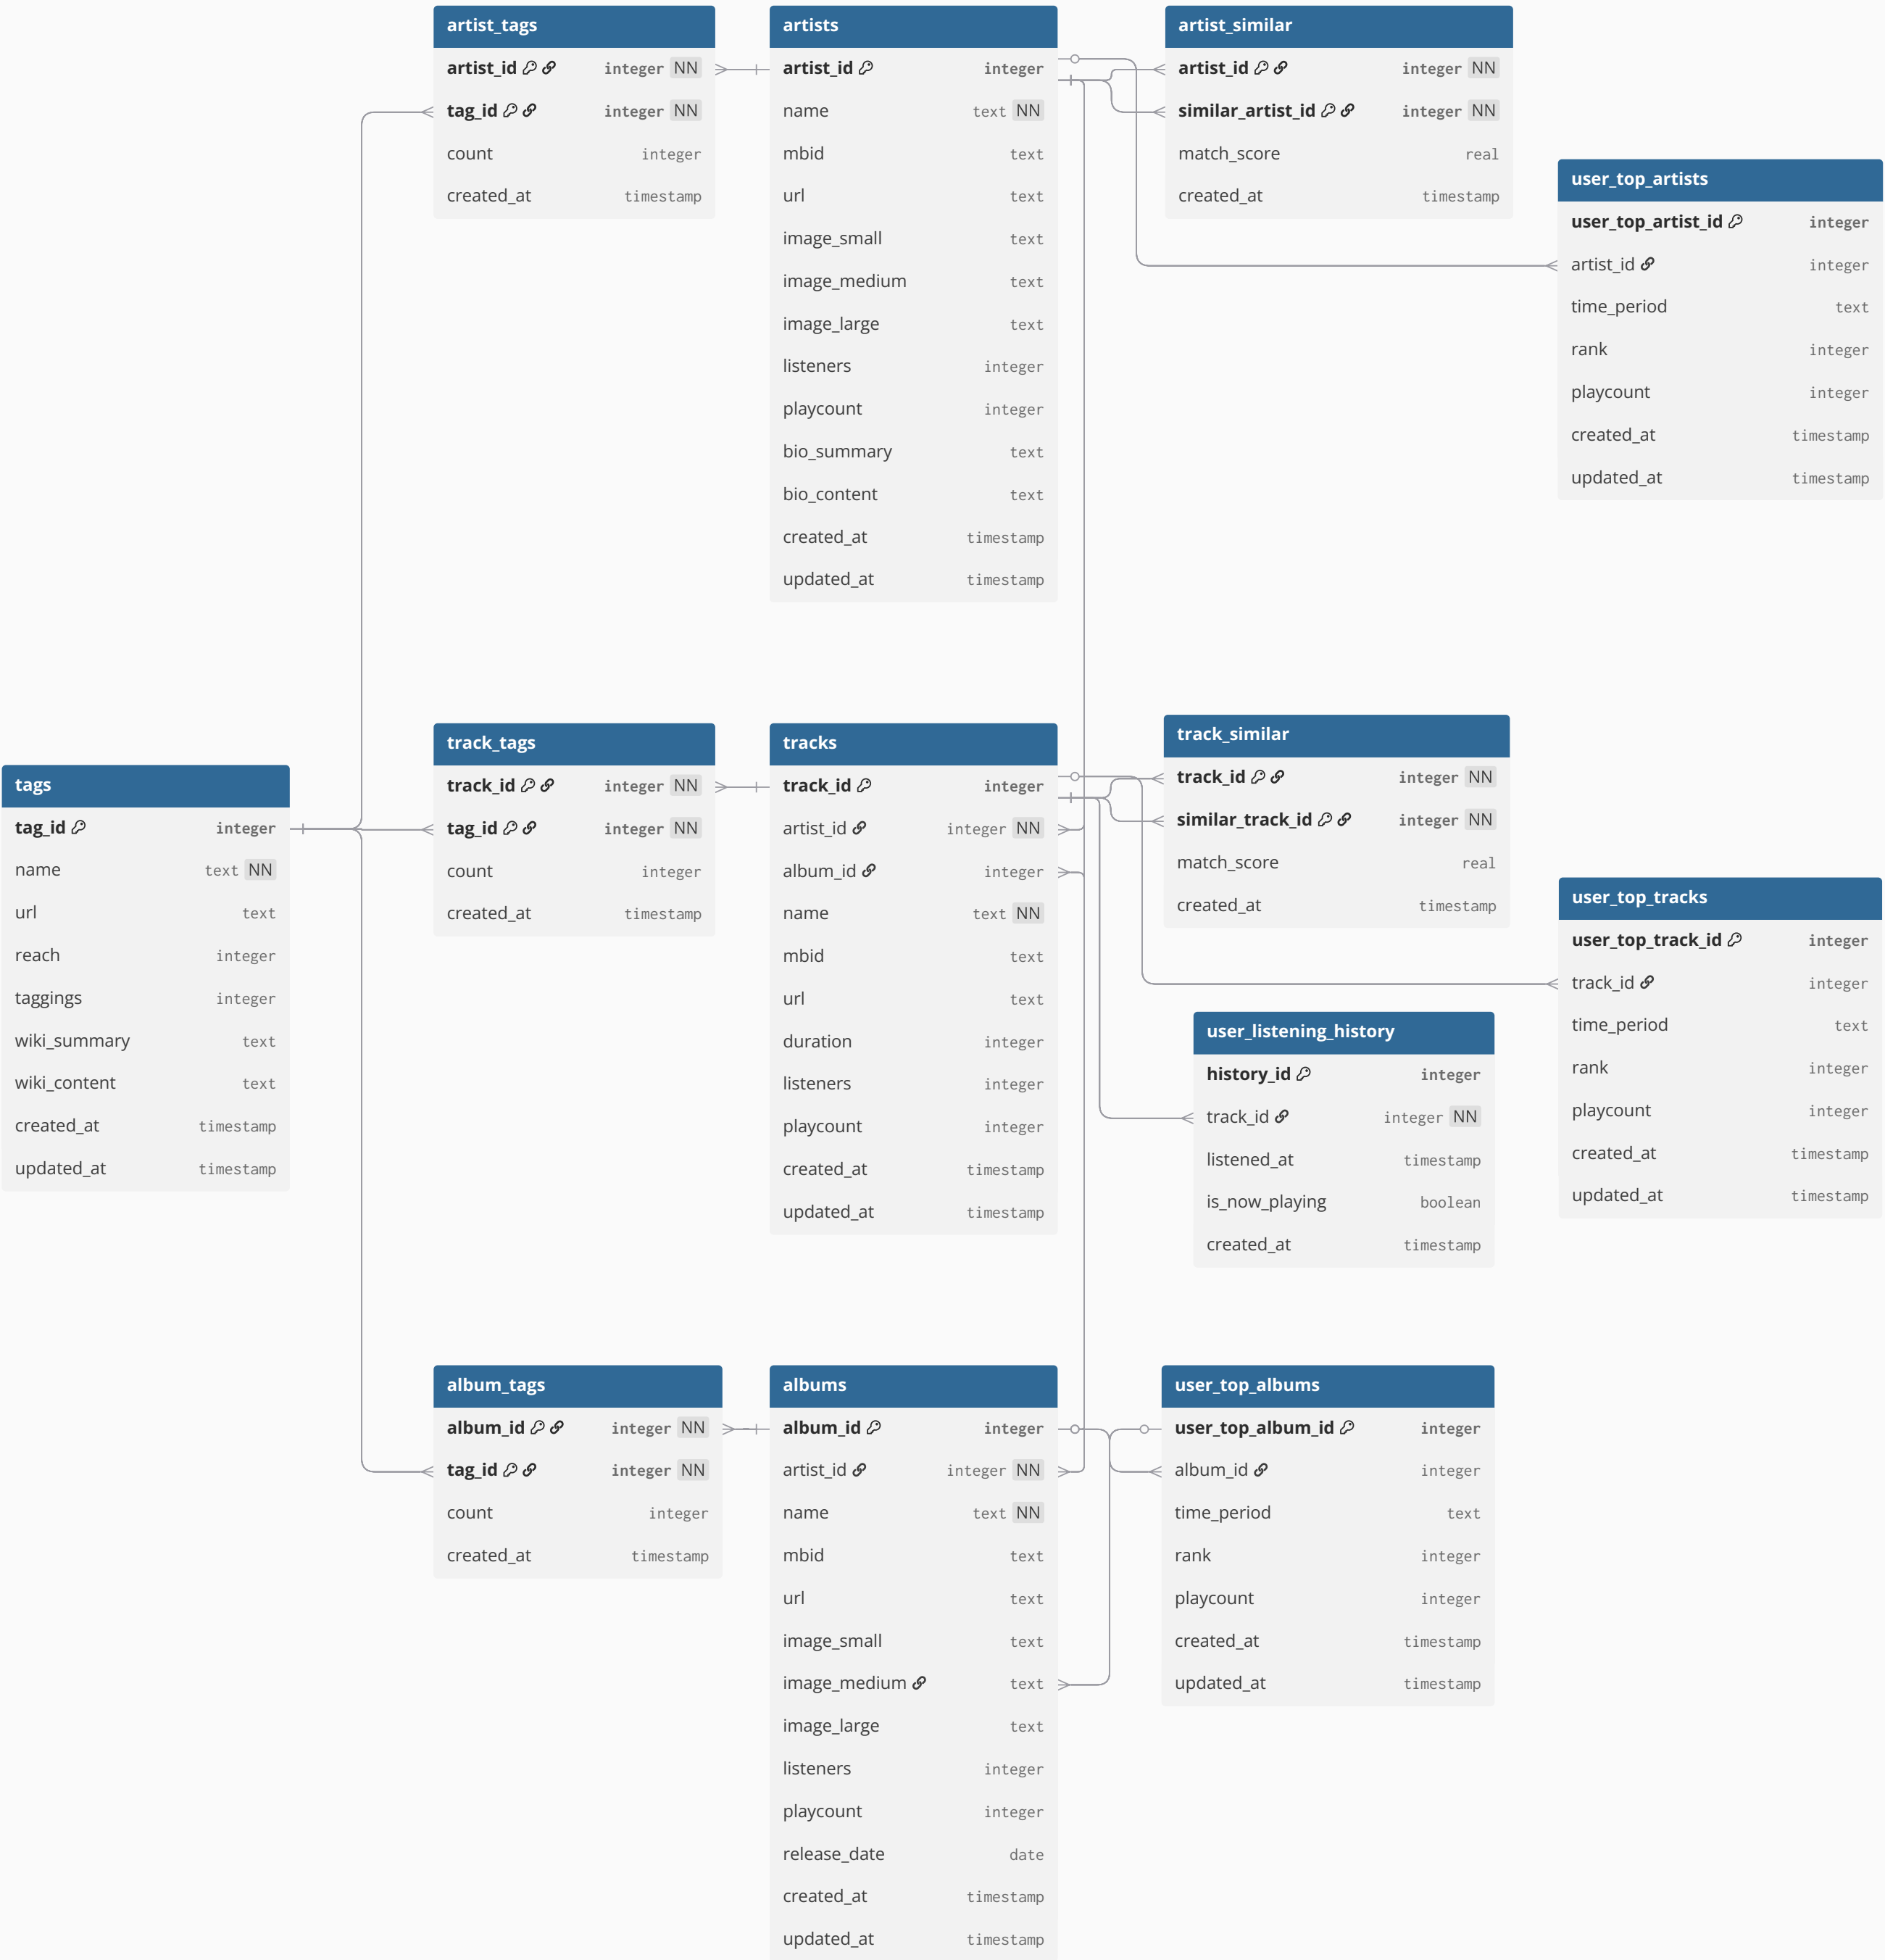 artist_tags
artist_id integer NN
tag_id integer NN
count integer
created_at timestamp
artists
artist_id integer
name text NN
mbid text
url text
image_small text
image_medium text
image_large text
listeners integer
playcount integer
bio_summary text
bio_content text
created_at timestamp
updated_at timestamp
artist_similar
artist_id integer NN
similar_artist_id integer NN
match_score real
created_at timestamp
user_top_artists
user_top_artist_id integer
artist_id integer
time_period text
rank integer
playcount integer
created_at timestamp
updated_at timestamp
tags
tag_id integer
name text NN
url text
reach integer
taggings integer
wiki_summary text
wiki_content text
created_at timestamp
updated_at timestamp
track_tags
track_id integer NN
tag_id integer NN
count integer
created_at timestamp
tracks
track_id integer
artist_id integer NN
album_id integer
name text NN
mbid text
url text
duration integer
listeners integer
playcount integer
created_at timestamp
updated_at timestamp
track_similar
track_id integer NN
similar_track_id integer NN
match_score real
created_at timestamp
user_top_tracks
user_top_track_id integer
track_id integer
time_period text
rank integer
playcount integer
created_at timestamp
updated_at timestamp
user_listening_history
history_id integer
track_id integer NN
listened_at timestamp
is_now_playing boolean
created_at timestamp
album_tags
album_id integer NN
tag_id integer NN
count integer
created_at timestamp
albums
album_id integer
artist_id integer NN
name text NN
mbid text
url text
image_small text
image_medium text
image_large text
listeners integer
playcount integer
release_date date
created_at timestamp
updated_at timestamp
user_top_albums
user_top_album_id integer
album_id integer
time_period text
rank integer
playcount integer
created_at timestamp
updated_at timestamp